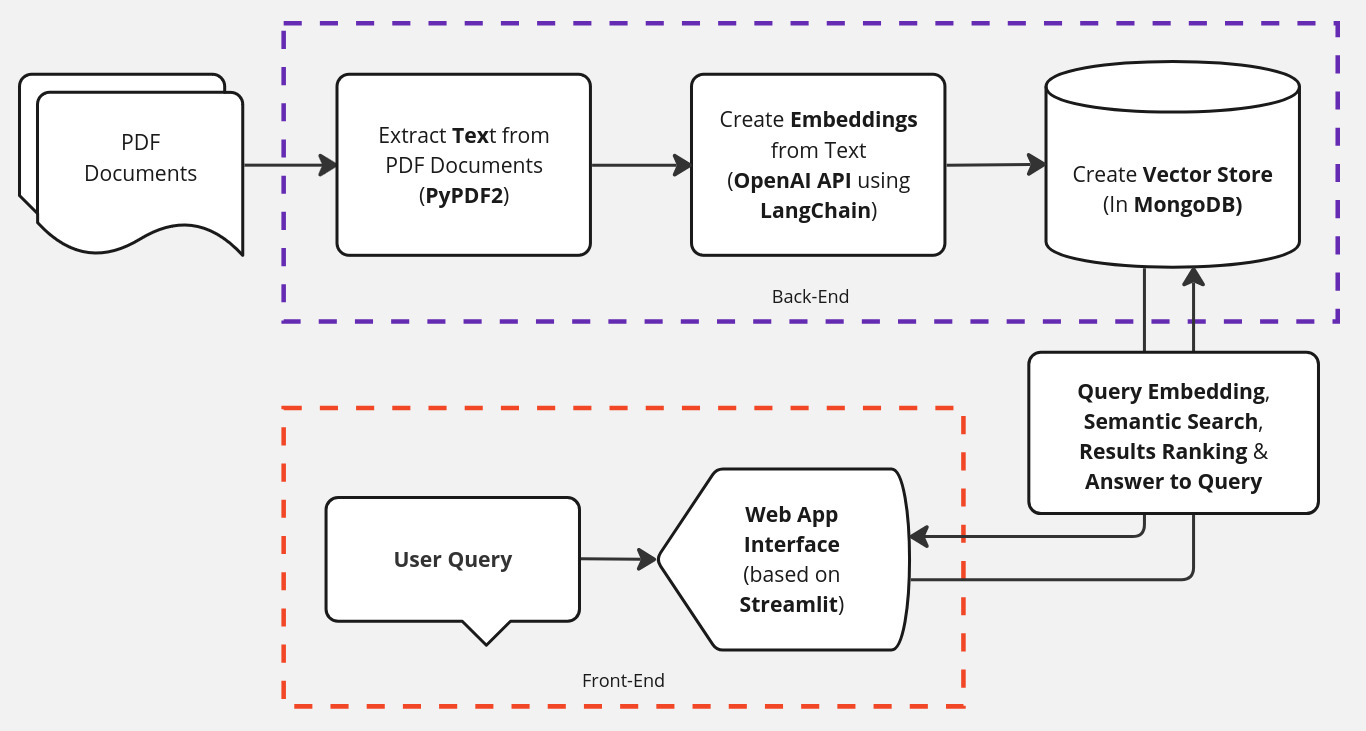 PDF
Documents
Extract Text from
PDF Documents
(PyPDF2)
Create Embeddings
from Text
(OpenAI API using
LangChain)
Create Vector Store
(In MongoDB)
Back-End
Query Embedding,
Semantic Search,
Results Ranking &
Answer to Query
User Query
Web App
Interface
(based on
Streamlit)
Front-End